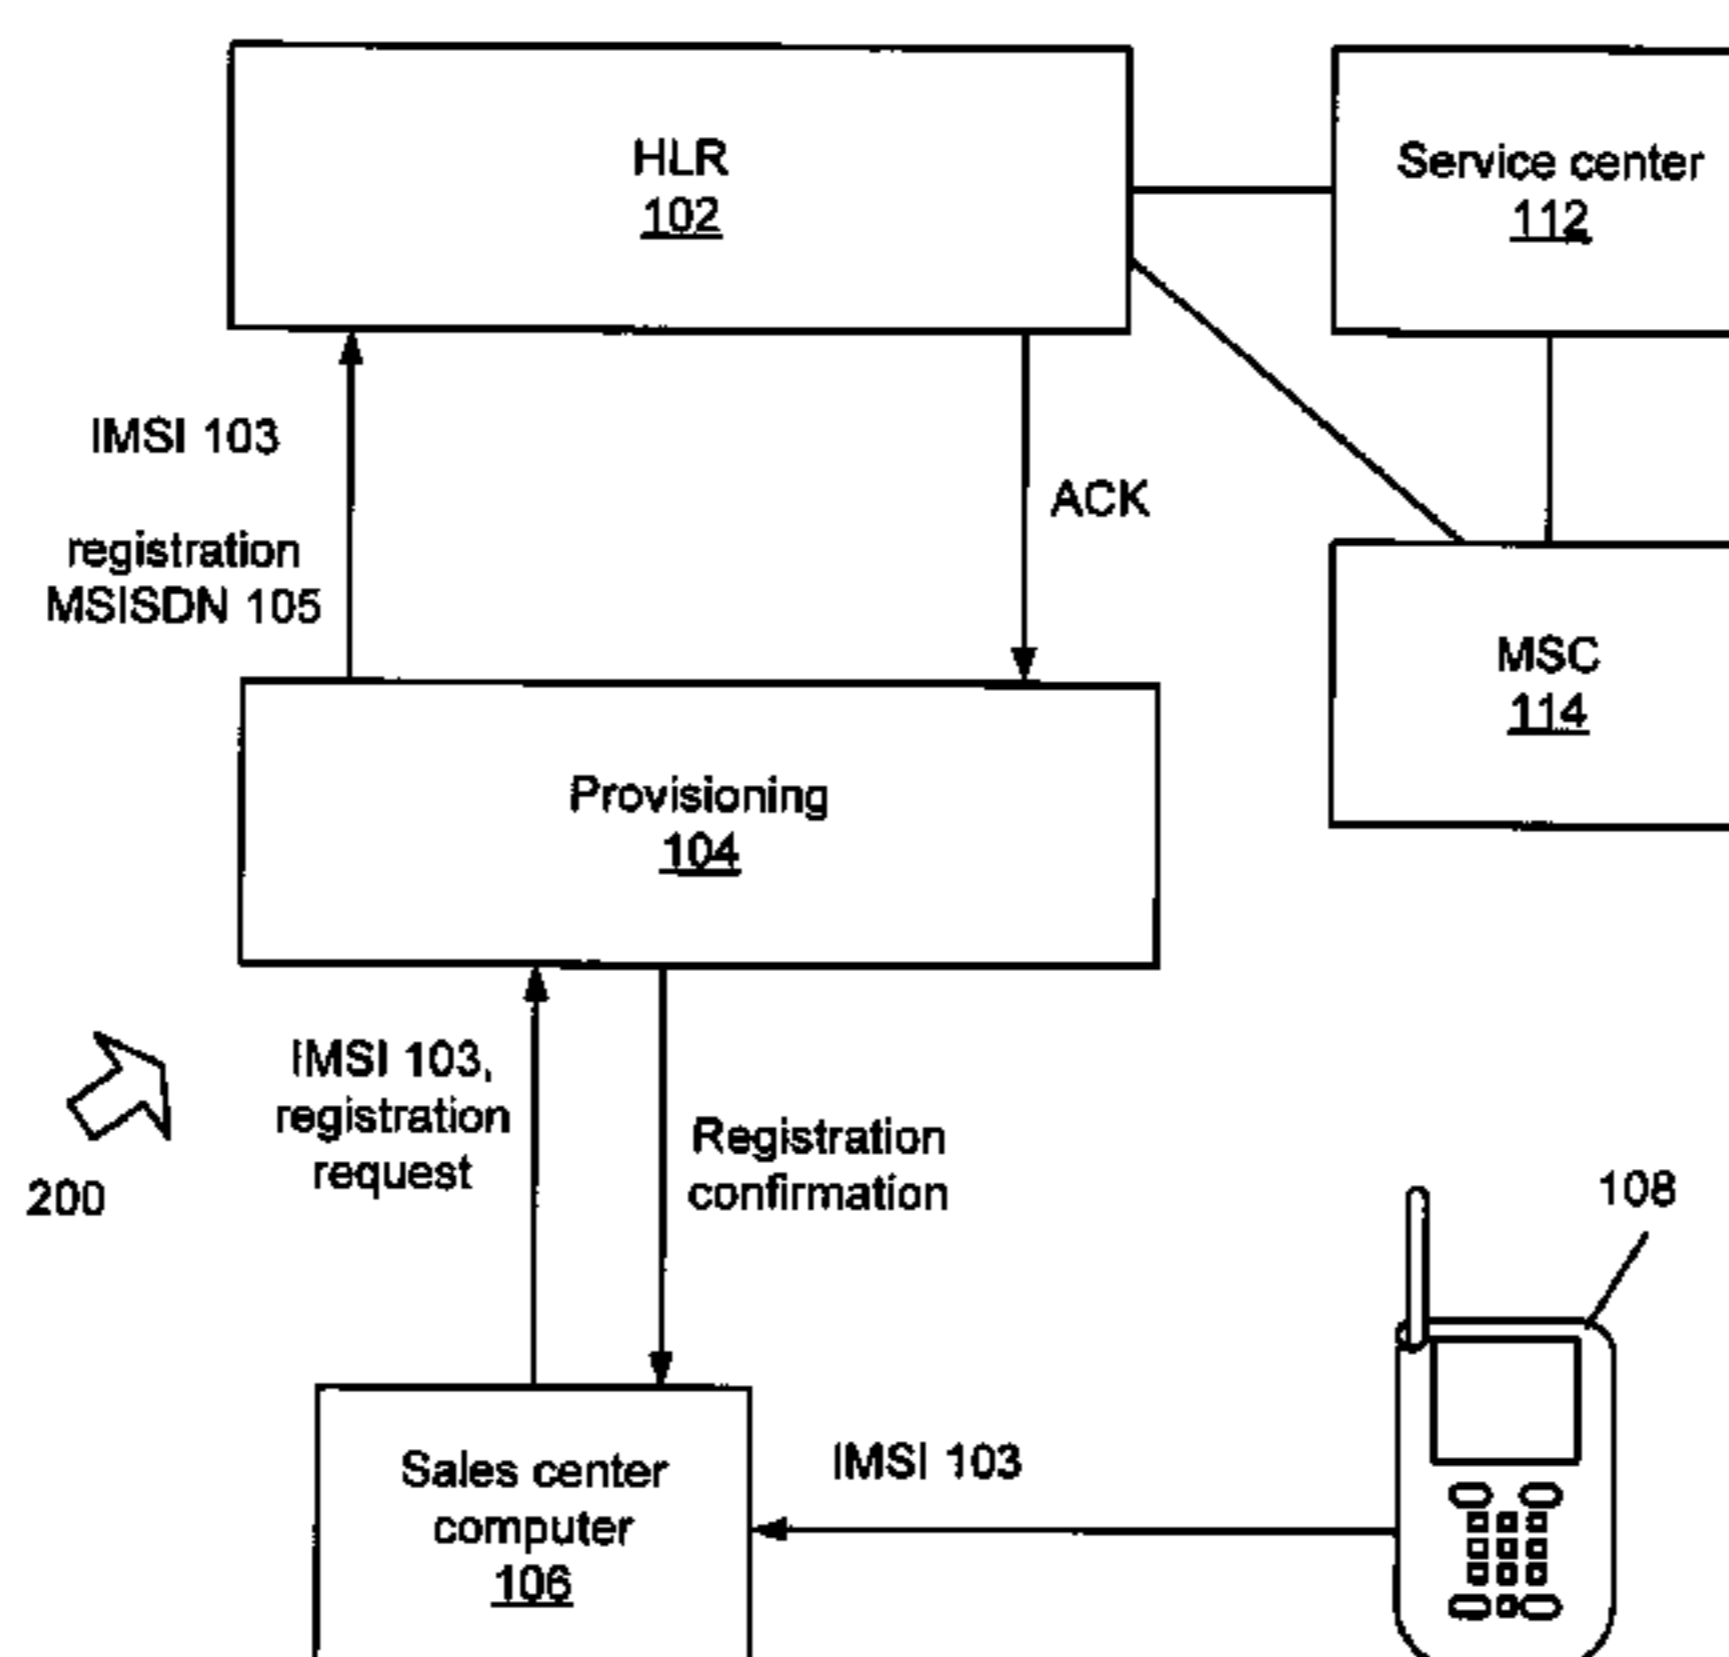 HLR
102
Service center
112
IMSI 103
registration
MSISDN 105
ACK
MSC
114
Provisioning
104
IMSI 103,
registration
request
Registration
confirmation
200
108
Sales center
computer
106
IMSI 103